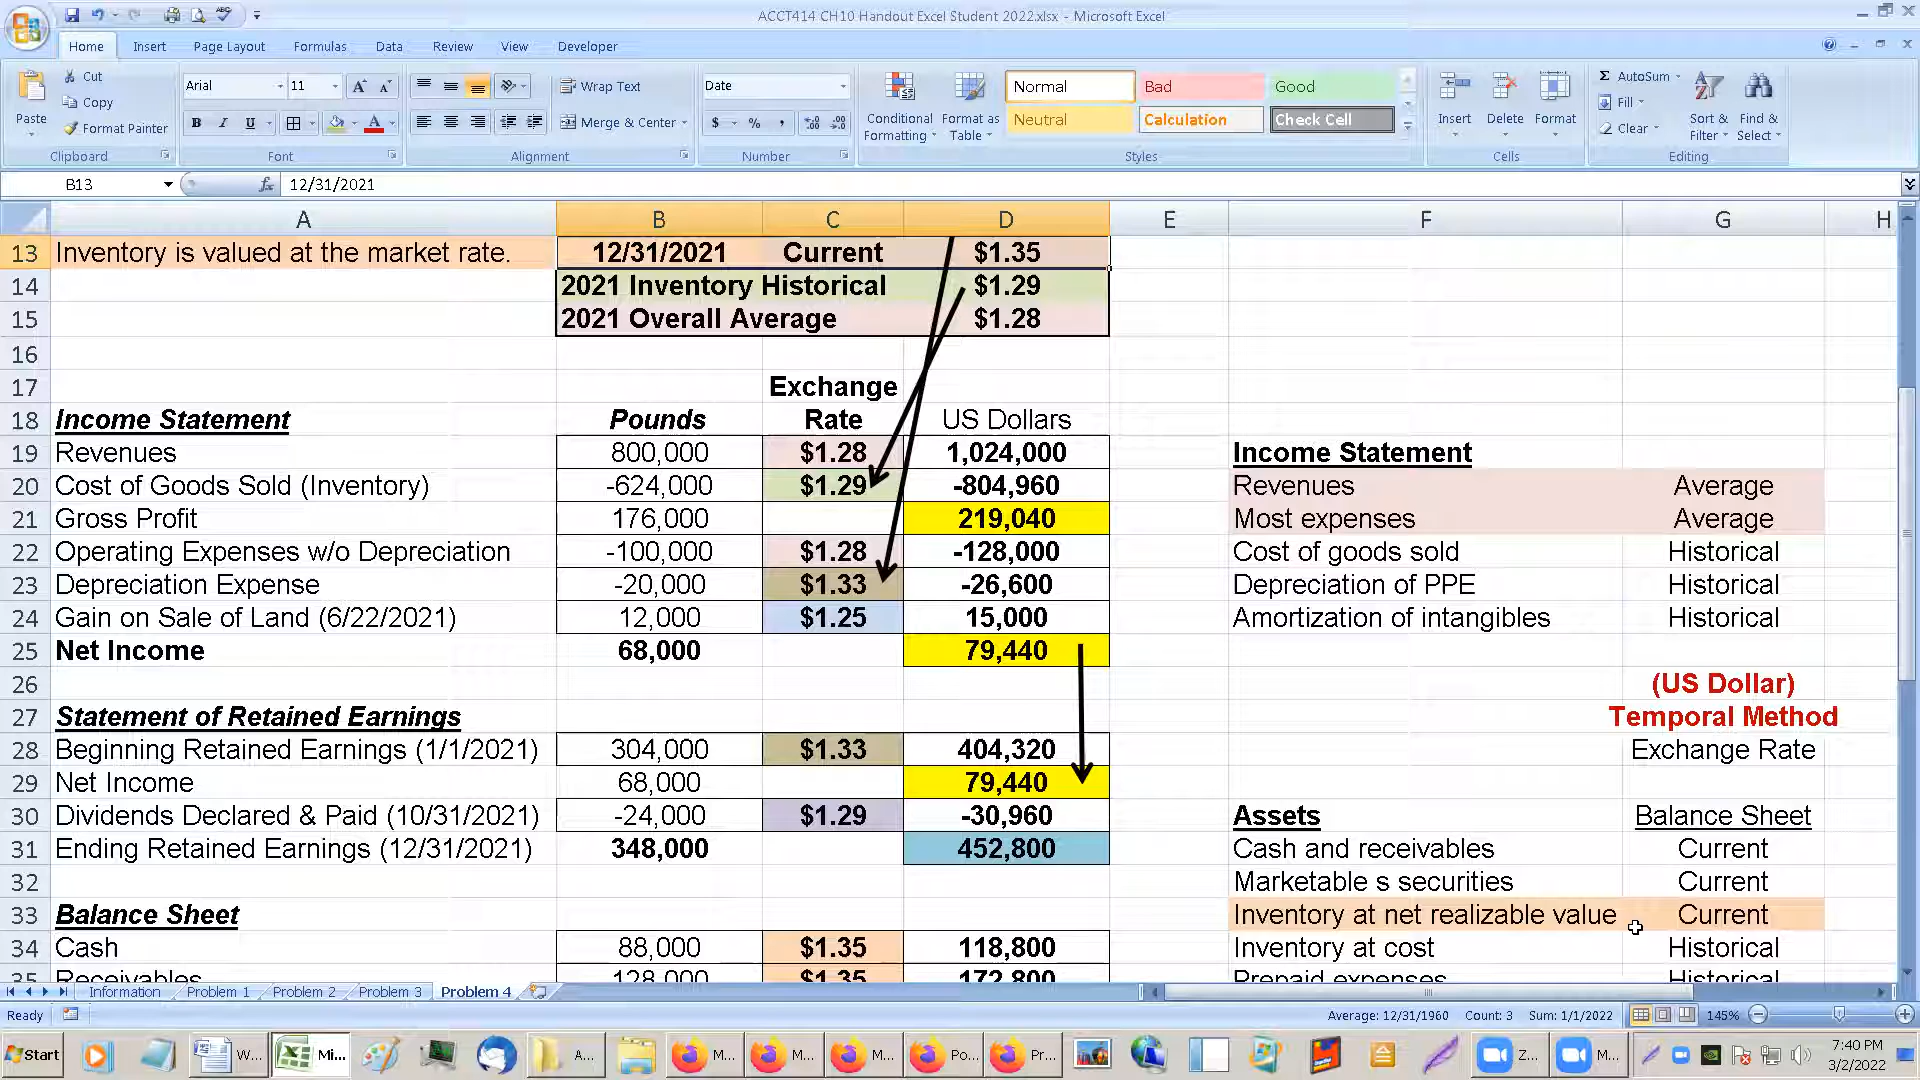 ACCT414 CH10 Handout Excel Student 2022.xlsx - Microsoft Excel
Home Insert Page Layout Formulas Data Review View Developer
Paste Cut Copy Format Painter Clipboard
Arial 11 B I U Font
Wrap Text Merge & Center Alignment
Date $ % , Number
Conditional Formatting Format as Table Normal Bad Good Neutral Calculation Check Cell Styles
Insert Delete Format Cells
Σ AutoSum Fill Clear Sort & Filter Find & Select Editing
B13 fx 12/31/2021
A B C D E F G H
13 Inventory is valued at the market rate. 12/31/2021 Current $1.35
14 2021 Inventory Historical $1.29
15 2021 Overall Average $1.28
16
17 Exchange
18 Income Statement Pounds Rate US Dollars
19 Revenues 800,000 $1.28 1,024,000 Income Statement
20 Cost of Goods Sold (Inventory) -624,000 $1.29 -804,960 Revenues Average
21 Gross Profit 176,000 219,040 Most expenses Average
22 Operating Expenses w/o Depreciation -100,000 $1.28 -128,000 Cost of goods sold Historical
23 Depreciation Expense -20,000 $1.33 -26,600 Depreciation of PPE Historical
24 Gain on Sale of Land (6/22/2021) 12,000 $1.25 15,000 Amortization of intangibles Historical
25 Net Income 68,000 79,440
26 (US Dollar)
27 Statement of Retained Earnings Temporal Method
28 Beginning Retained Earnings (1/1/2021) 304,000 $1.33 404,320 Exchange Rate
29 Net Income 68,000 79,440
30 Dividends Declared & Paid (10/31/2021) -24,000 $1.29 -30,960 Assets Balance Sheet
31 Ending Retained Earnings (12/31/2021) 348,000 452,800 Cash and receivables Current
32 Marketable s securities Current
33 Balance Sheet Inventory at net realizable value Current
34 Cash 88,000 $1.35 118,800 Inventory at cost Historical
35 Receivables 128,000 $1.35 172,800 Prepaid expenses Historical
Information Problem 1 Problem 2 Problem 3 Problem 4
Ready Average: 12/31/1960 Count: 3 Sum: 1/1/2022 145%
Start W... Mi... A... M... M... M... Po... Pr... Z... M... 7:40 PM
3/2/2022